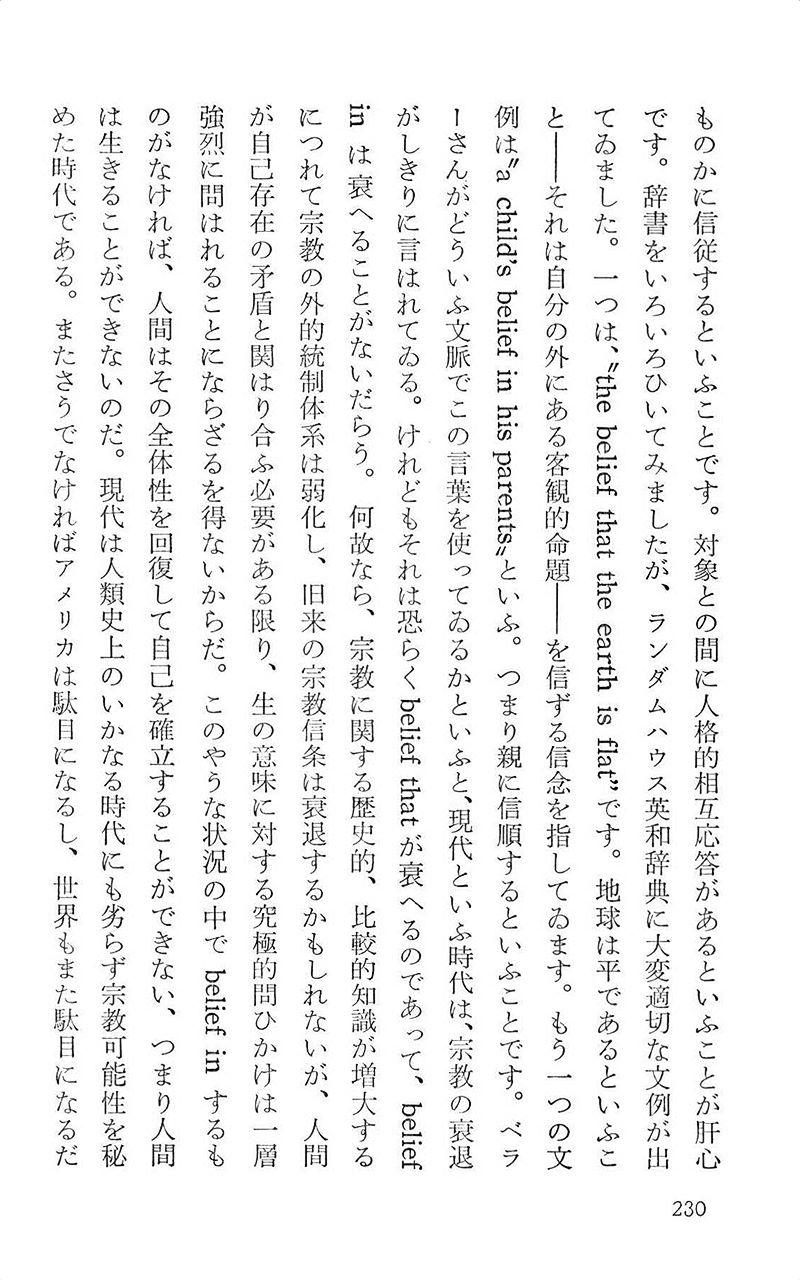 ものかに信従するといふことです。対象との間に人格的相互応答があるといふことが肝心
です。辞書をいろいろひいてみましたが、ランダムハウス英和辞典に大変適切な文例が出
てゐました。一つは、〝the belief that the earth is flat”です。地球は平であるといふこ
と――それは自分の外にある客観的命題――を信ずる信念を指してゐます。もう一つの文
例は〝a child's belief in his parents〟といふ。つまり親に信順するといふことです。ベラ
ーさんがどういふ文脈でこの言葉を使ってゐるかといふと、現代といふ時代は、宗教の衰退
がしきりに言はれてゐる。けれどもそれは恐らく belief that が衰へるのであって、belief
in は衰へることがないだらう。何故なら、宗教に関する歴史的、比較的知識が増大する
につれて宗教の外的統制体系は弱化し、旧来の宗教信条は衰退するかもしれないが、人間
が自己存在の矛盾と関はり合ふ必要がある限り、生の意味に対する究極的問ひかけは一層
強烈に問はれることにならざるを得ないからだ。このやうな状況の中で belief in するも
のがなければ、人間はその全体性を回復して自己を確立することができない、つまり人間
は生きることができないのだ。現代は人類史上のいかなる時代にも劣らず宗教可能性を秘
めた時代である。またさうでなければアメリカは駄目になるし、世界もまた駄目になるだ
230